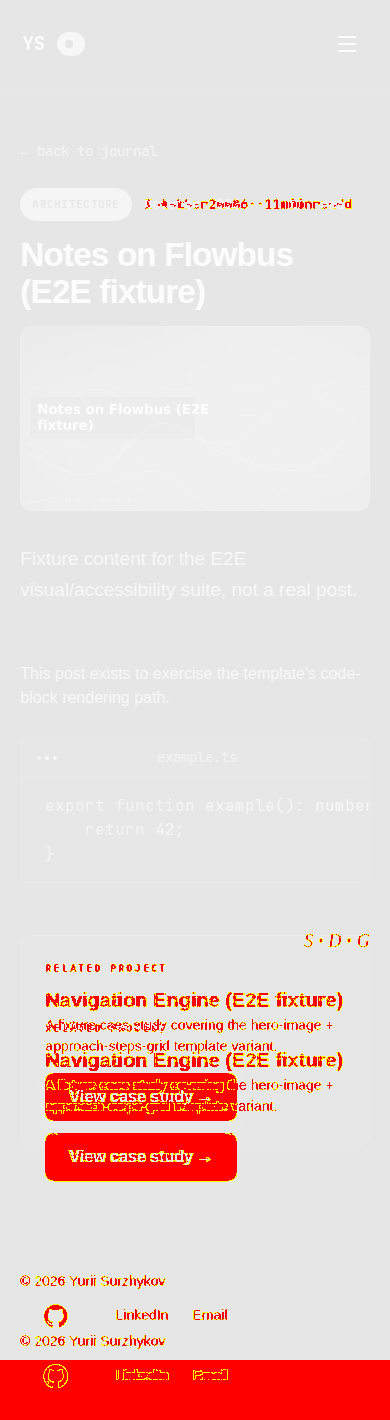 YS
← back to journal
ARCHITECTURE
Notes on Flowbus
(E2E fixture)
Notes on Flowbus (E2E
fixture)
Fixture content for the E2E
visual/accessibility suite, not a real post.
This post exists to exercise the template's code-
block rendering path.
example.ts
export function example(): number
return 42;
}
S·D·G
RELATED PROJECT
Navigation Engine (E2E fixture)
A fixture case study covering the hero-image +
approach-steps-grid template variant.
Navigation Engine (E2E fixture)
View case study →
View case study →
© 2026 Yurii Surzhykov
LinkedIn Email
© 2026 Yurii Surzhykov
LinkedIn Email